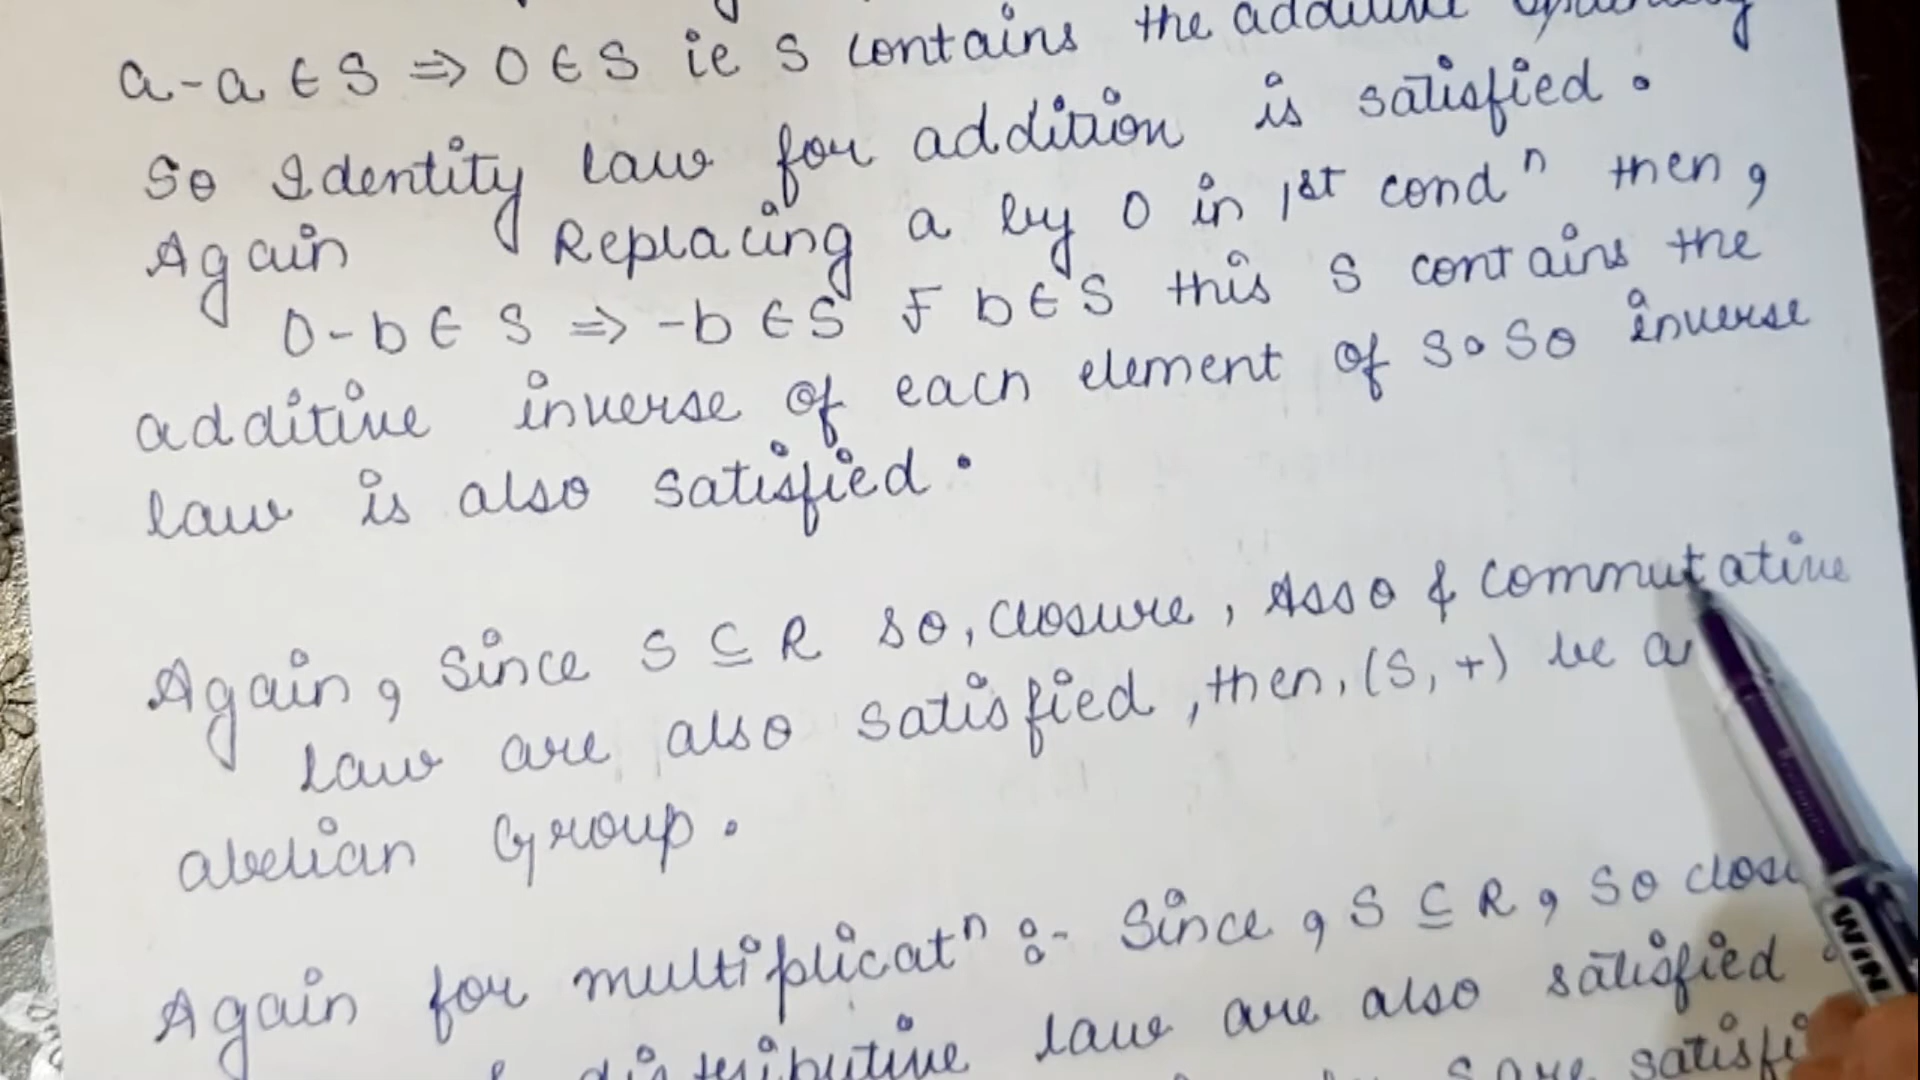 a-a ∈ S ⇒ 0 ∈ S ie S contains the additive
So Identity law for addition is satisfied.
Again Replacing a by 0 in 1st condⁿ then,
0-b ∈ S ⇒ -b ∈ S ∀ b ∈ S this S contains the
additive inverse of each element of S. So inverse
law is also satisfied.
Again, Since S ⊆ R so, closure, Asso & Commutative
law are also satisfied, then, (S, +) be a
abelian Group.
Again for multiplicatⁿ :- Since, S ⊆ R, So
distributive law are also satisfied
S are
WIN